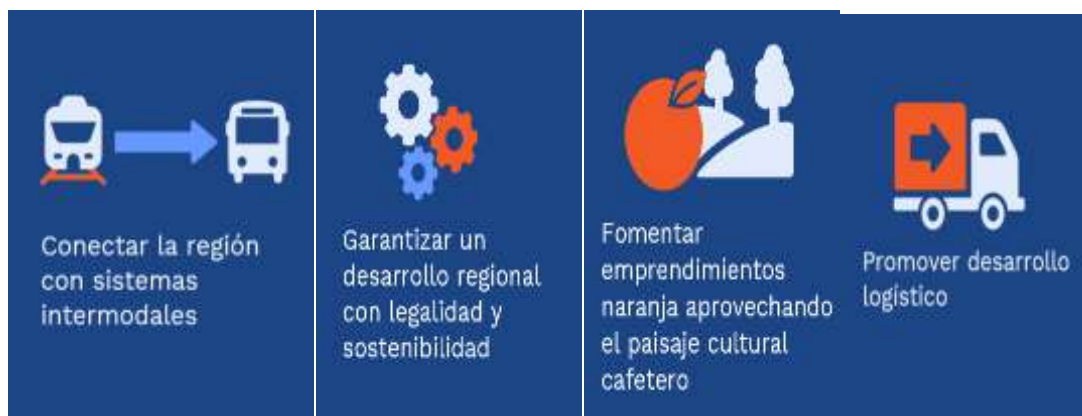 Conectar la región
con sistemas
intermodales
Garantizar un
desarrollo regional
con legalidad y
sostenibilidad
Fomentar
emprendimientos
naranja aprovechando
el paisaje cultural
cafetero
Promover desarrollo
logístico